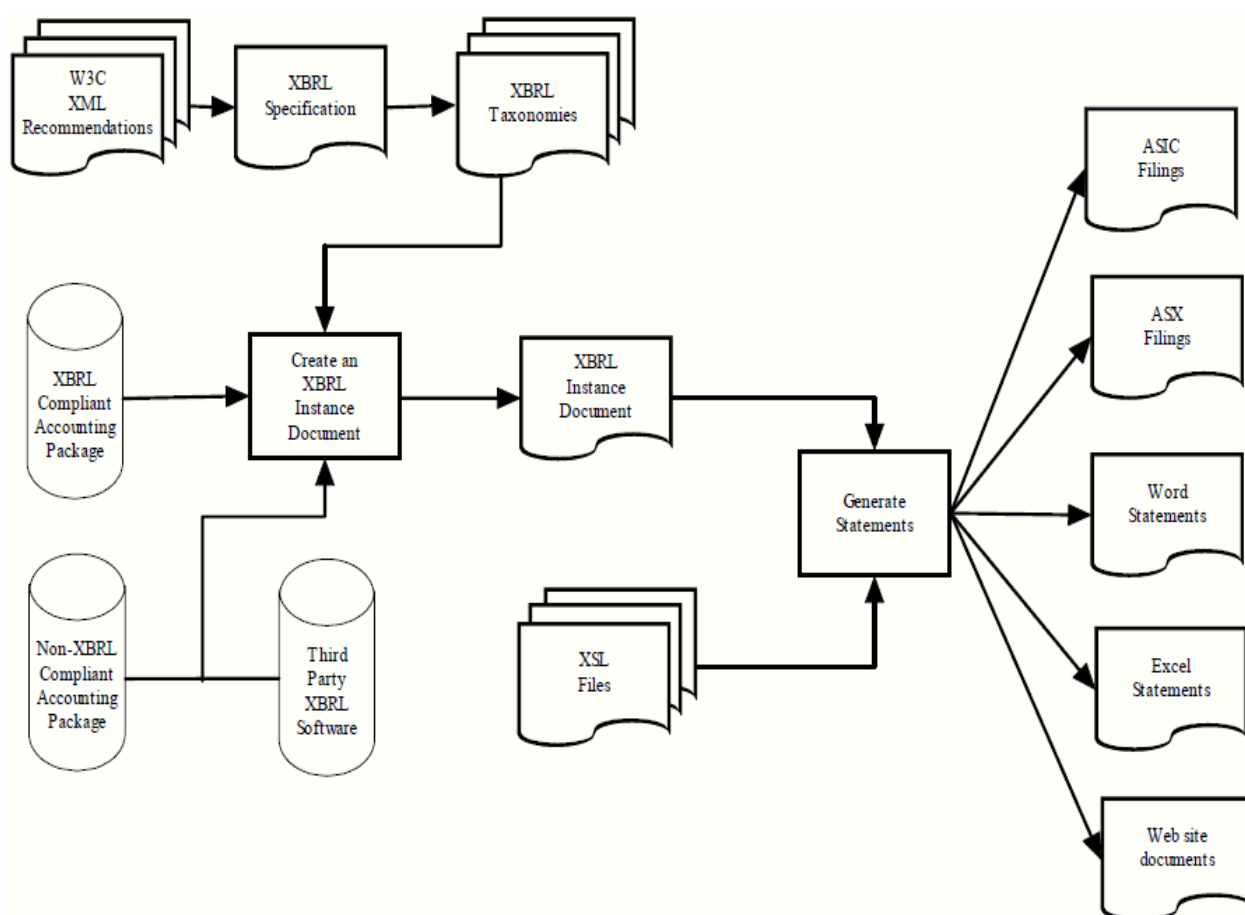 W3C
XML
Recommendations
XBRL
Specification
XBRL
Taxonomies
ASIC
Filings
XBRL
Compliant
Accounting
Package
Create an
XBRL
Instance
Document
XBRL
Instance
Document
ASX
Filings
Generate
Statements
Word
Statements
Non-XBRL
Compliant
Accounting
Package
Third
Party
XBRL
Software
XSL
Files
Excel
Statements
Web site
documents